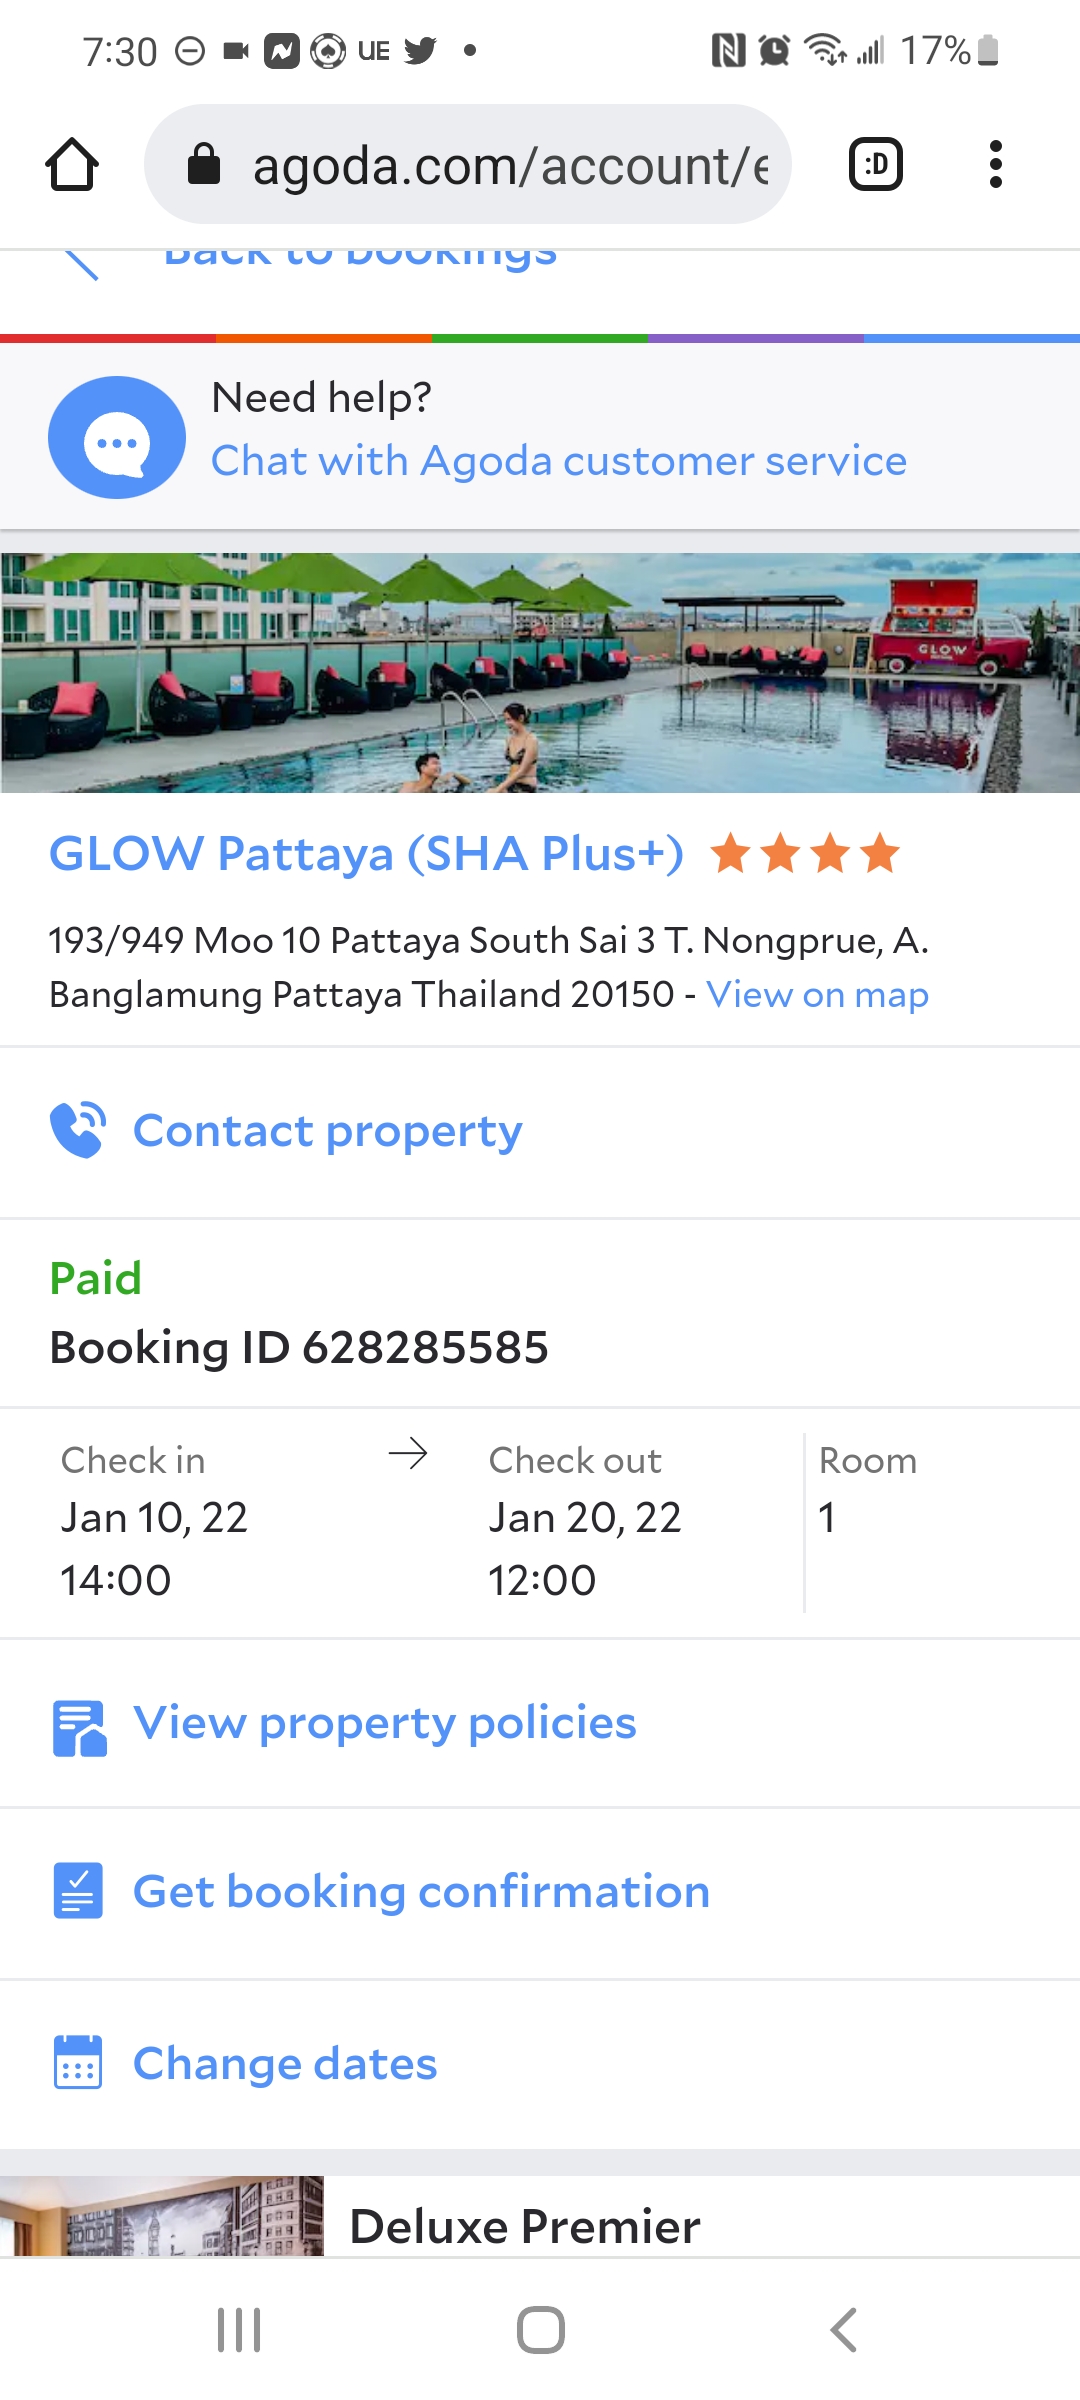 7:30 UE 17%
agoda.com/account/e
:D
Back to bookings
Need help?
Chat with Agoda customer service
GLOW
GLOW Pattaya (SHA Plus+)
193/949 Moo 10 Pattaya South Sai 3 T. Nongprue, A.
Banglamung Pattaya Thailand 20150 - View on map
Contact property
Paid
Booking ID 628285585
Check in
Jan 10, 22
14:00
Check out
Jan 20, 22
12:00
Room
1
View property policies
Get booking confirmation
Change dates
Deluxe Premier